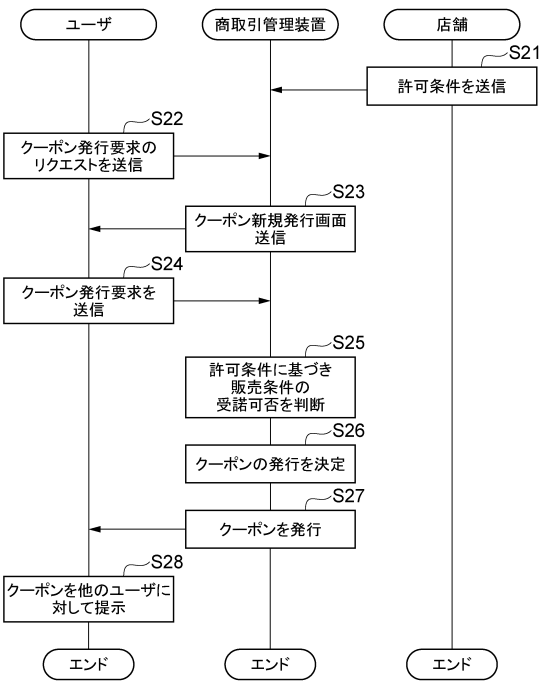 ユーザ
商取引管理装置
店舗
S21
許可条件を送信
S22
クーポン発行要求の
リクエストを送信
S23
クーポン新規発行画面
送信
S24
クーポン発行要求を
送信
S25
許可条件に基づき
販売条件の
受諾可否を判断
S26
クーポンの発行を決定
S27
クーポンを発行
S28
クーポンを他のユーザに
対して提示
エンド
エンド
エンド